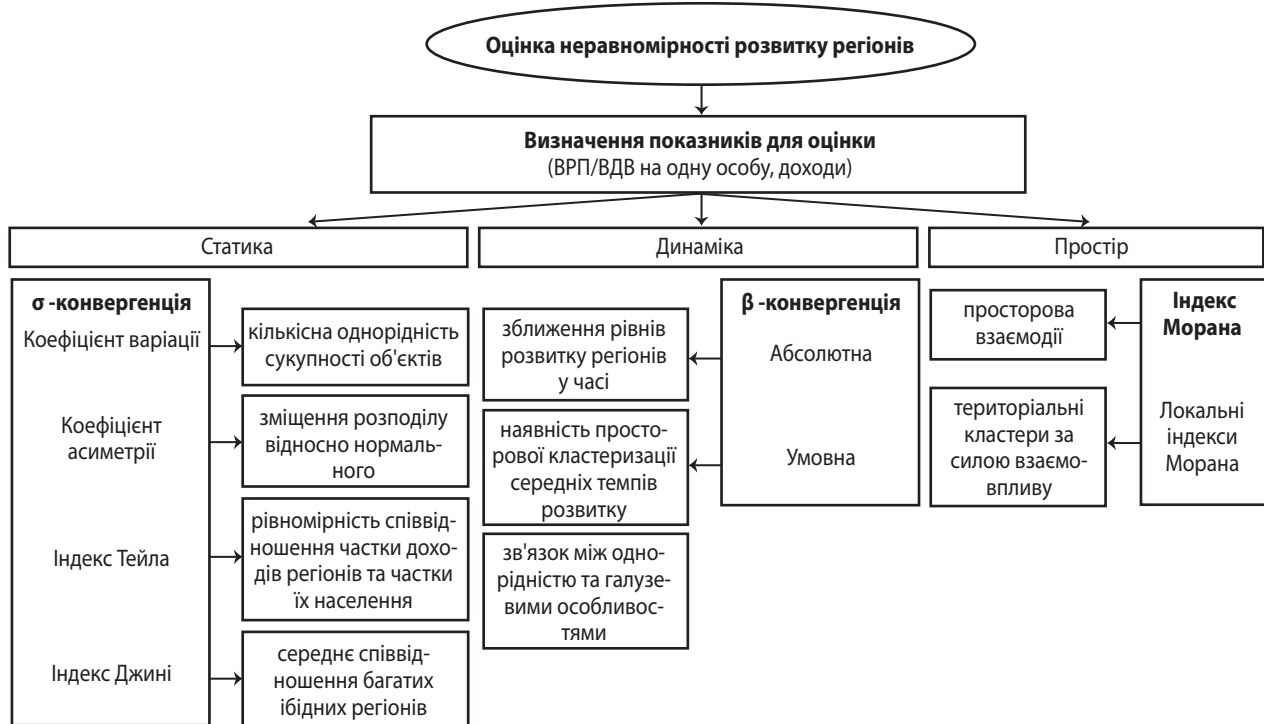 Оцінка неравномірності розвитку регіонів
Визначення показників для оцінки
(ВРП/ВДВ на одну особу, доходи)
Статика
Динаміка
Простір
σ -конвергенція
Коефіцієнт варіації
Коефіцієнт
асиметрії
Індекс Тейла
Індекс Джині
кількісна однорідність
сукупності об'єктів
зміщення розподілу
відносно нормаль-
ного
рівномірність співвід-
ношення частки дохо-
дів регіонів та частки
їх населення
середнє співвід-
ношення багатих
ібідних регіонів
зближення рівнів
розвитку регіонів
у часі
наявність просто-
рової кластеризації
середніх темпів
розвитку
зв'язок між одно-
рідністю та галузе-
вими особливос-
тями
β -конвергенція
Абсолютна
Умовна
просторова
взаємодії
територіальні
кластери за
силою взаємо-
впливу
Індекс
Морана
Локальні
індекси
Морана